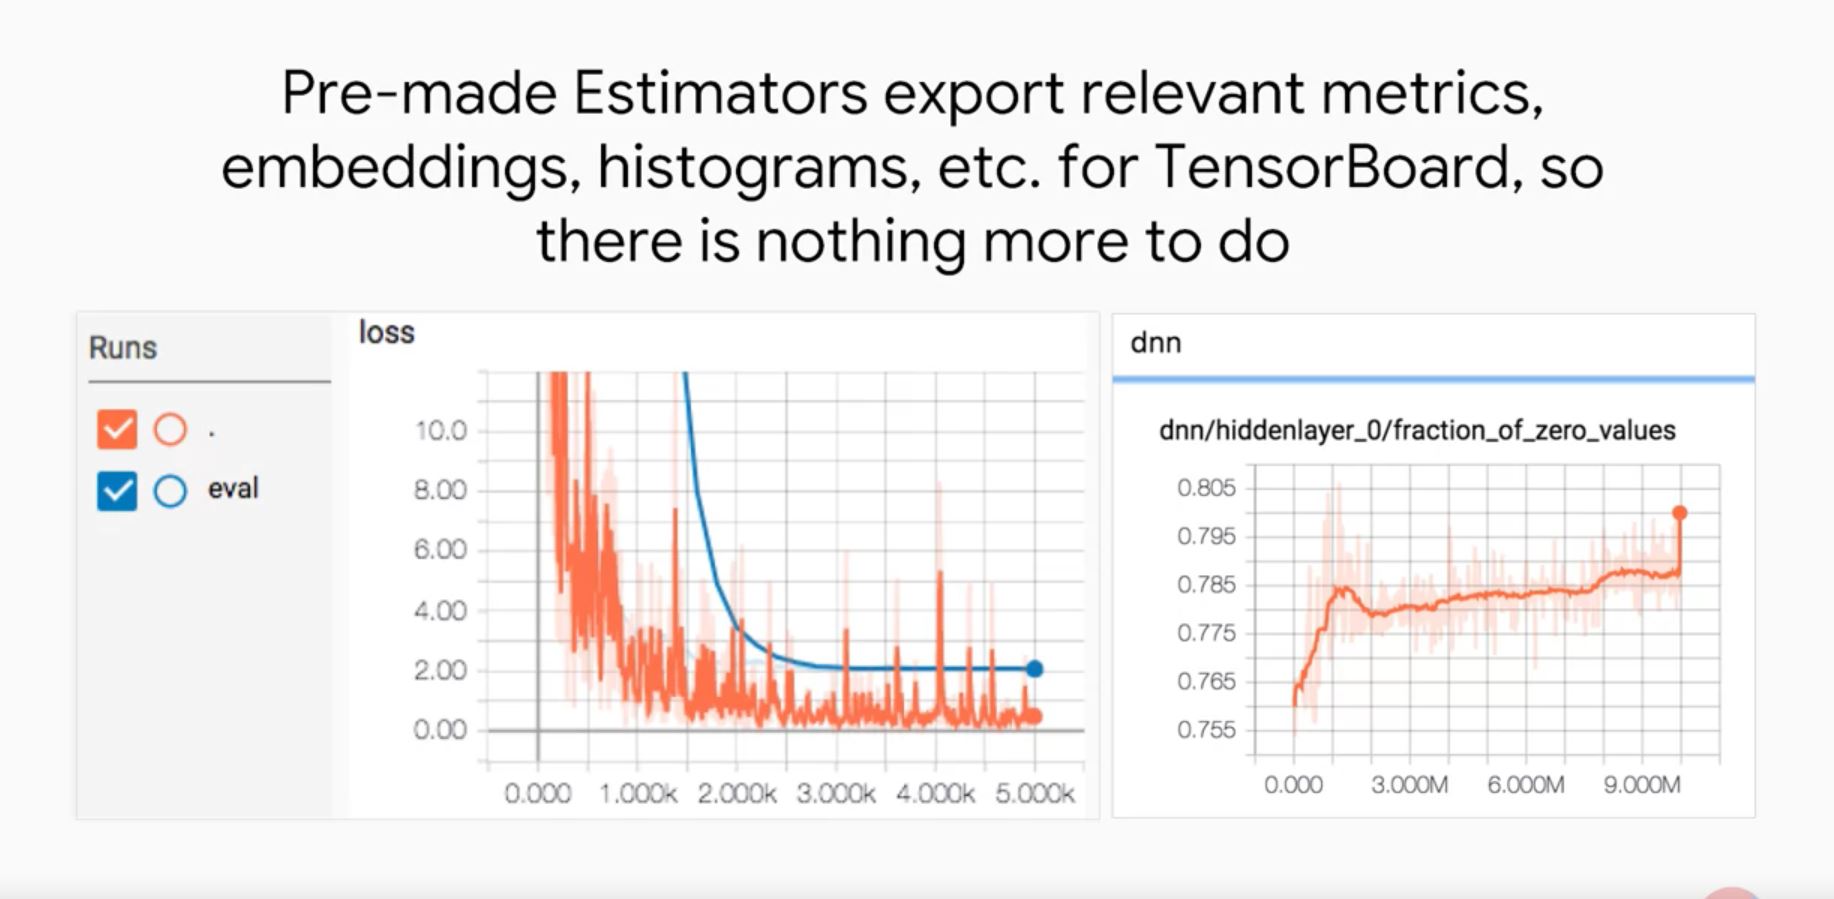 Pre-made Estimators export relevant metrics,
embeddings, histograms, etc. for TensorBoard, so
there is nothing more to do
Runs
.
eval
loss
10.0
8.00
6.00
4.00
2.00
0.00
0.000 1.000k 2.000k 3.000k 4.000k 5.000k
dnn
dnn/hiddenlayer_0/fraction_of_zero_values
0.805
0.795
0.785
0.775
0.765
0.755
0.000 3.000M 6.000M 9.000M